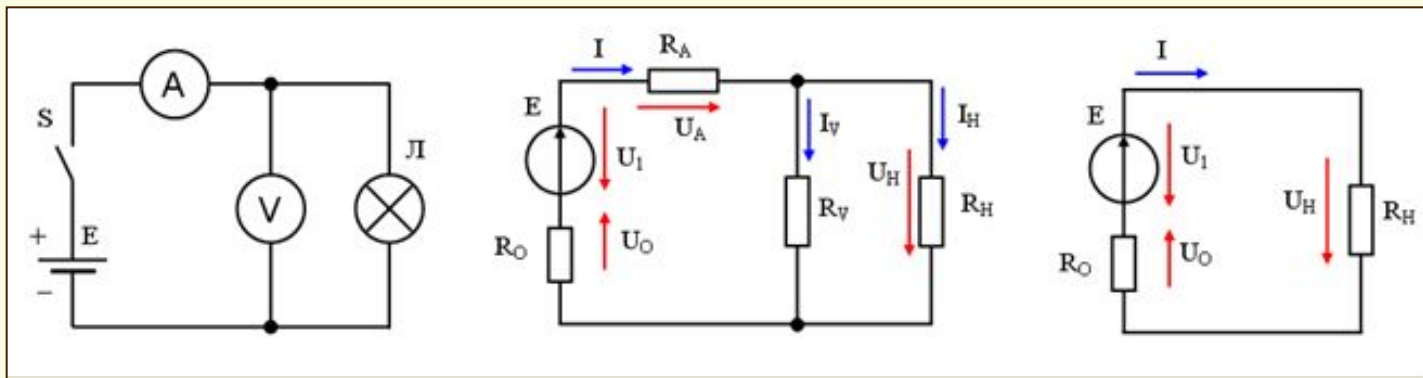 S
A
V
Л
+
E
−
I
R_A
E
U_A
U_1
I_V
I_H
R_O
U_O
R_V
U_H
R_H
I
E
U_1
U_H
R_H
R_O
U_O